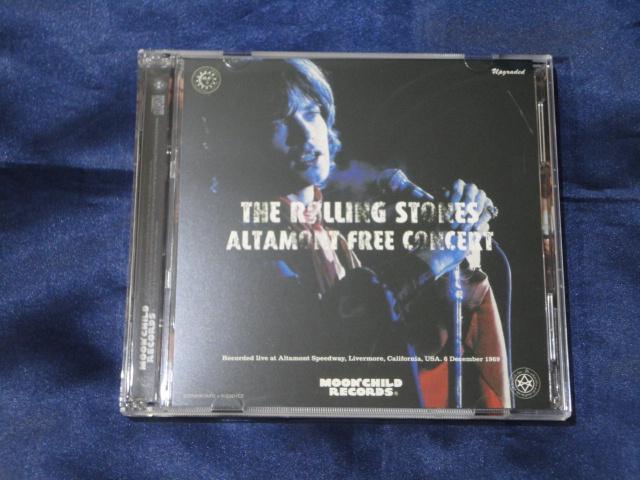 Upgraded
THE ROLLING STONES
ALTAMONT FREE CONCERT
Recorded live at Altamont Speedway, Livermore, California, USA. 6 December 1969
MOONCHILD
RECORDS
MOONCHILD
RECORDS